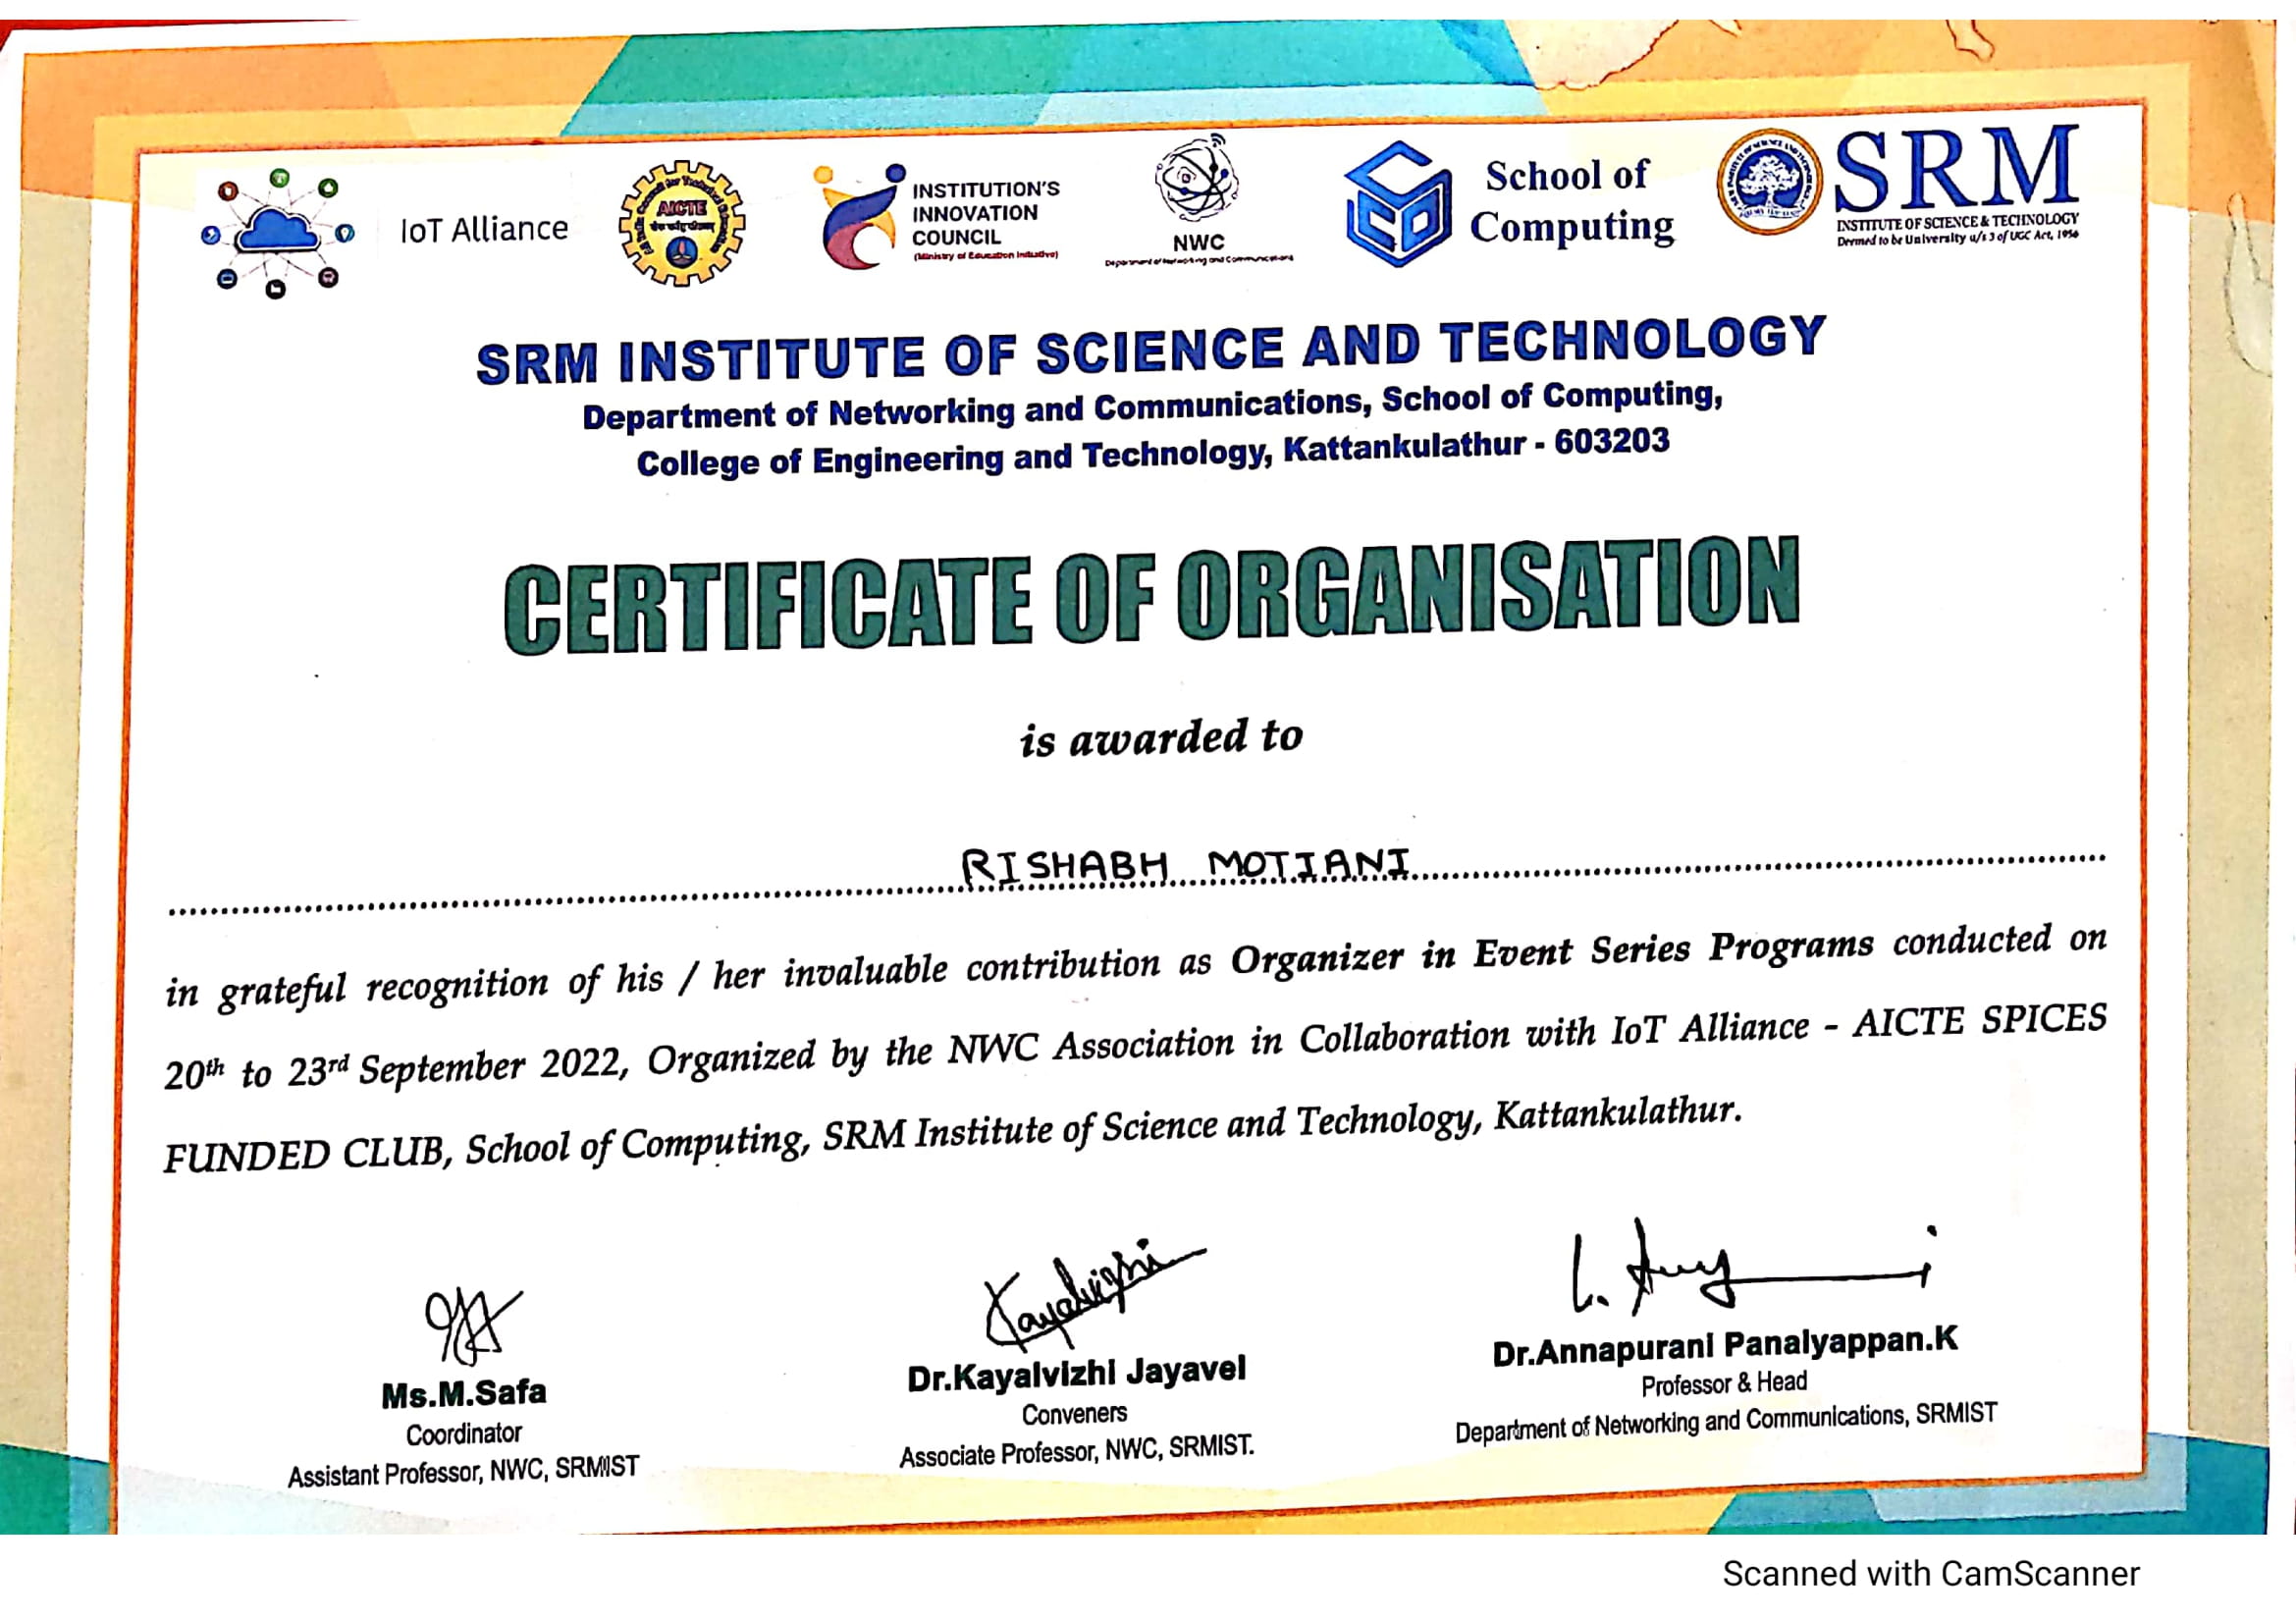 IoT Alliance
AICTE
INSTITUTION'S
INNOVATION
COUNCIL
(Ministry of Education Initiative)
NWC
Department of Networking and Communications
School of
Computing
SRM
INSTITUTE OF SCIENCE & TECHNOLOGY
Deemed to be University u/s 3 of UGC Act, 1956
SRM INSTITUTE OF SCIENCE AND TECHNOLOGY
Department of Networking and Communications, School of Computing,
College of Engineering and Technology, Kattankulathur - 603203
CERTIFICATE OF ORGANISATION
is awarded to
RISHABH MOTIANI
in grateful recognition of his / her invaluable contribution as Organizer in Event Series Programs conducted on
20th to 23rd September 2022, Organized by the NWC Association in Collaboration with IoT Alliance - AICTE SPICES
FUNDED CLUB, School of Computing, SRM Institute of Science and Technology, Kattankulathur.
Kayalvizhi
Ms.M.Safa
Coordinator
Assistant Professor, NWC, SRMIST
Dr.Kayalvizhi Jayavel
Conveners
Associate Professor, NWC, SRMIST.
Dr.Annapurani Panaiyappan.K
Professor & Head
Department of Networking and Communications, SRMIST
Scanned with CamScanner